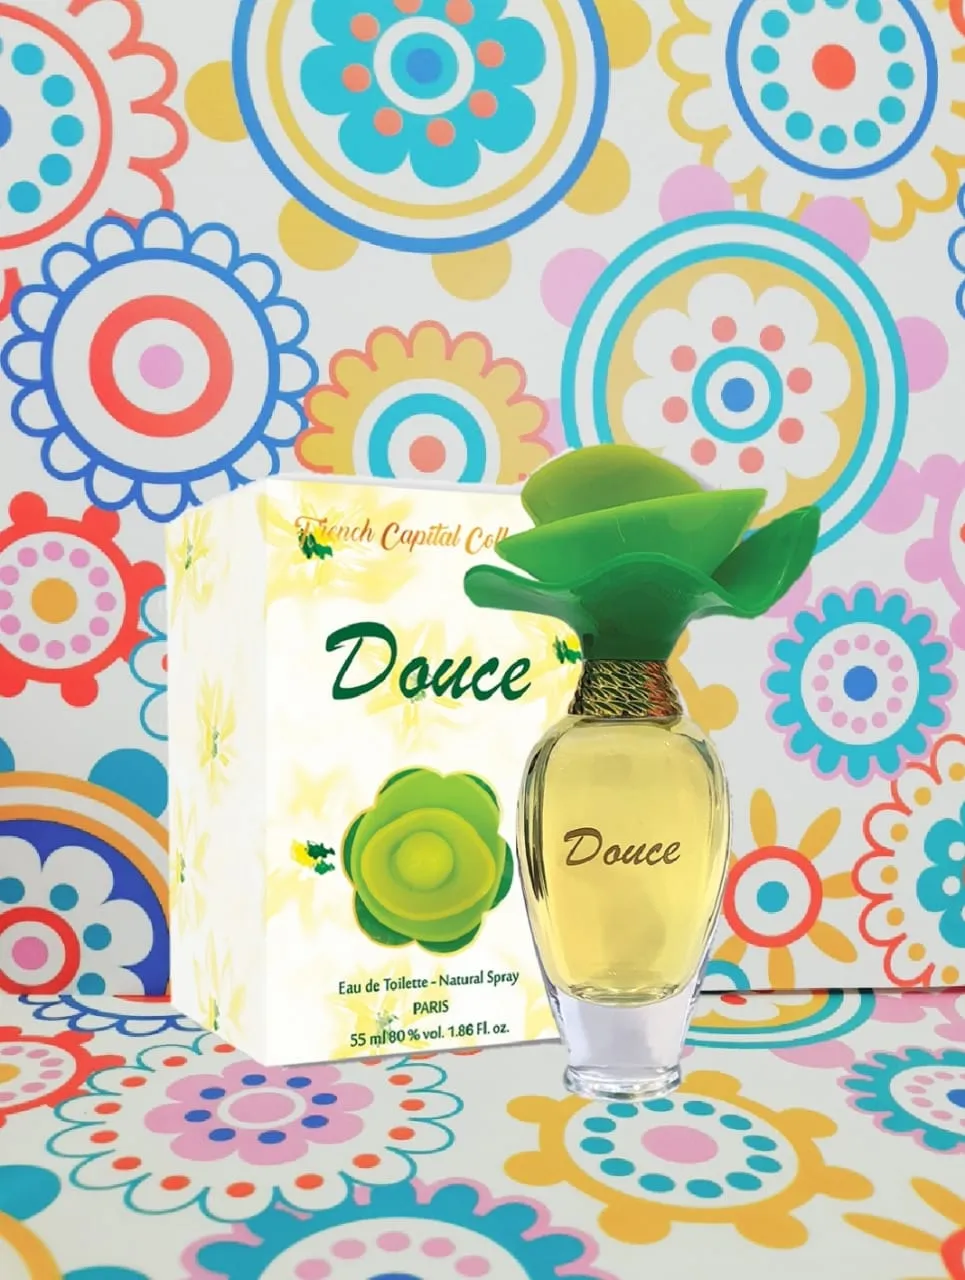 French Capital Coll
Douce
Eau de Toilette - Natural Spray
PARIS
55 ml 80 % vol. 1.86 Fl. oz.
Douce